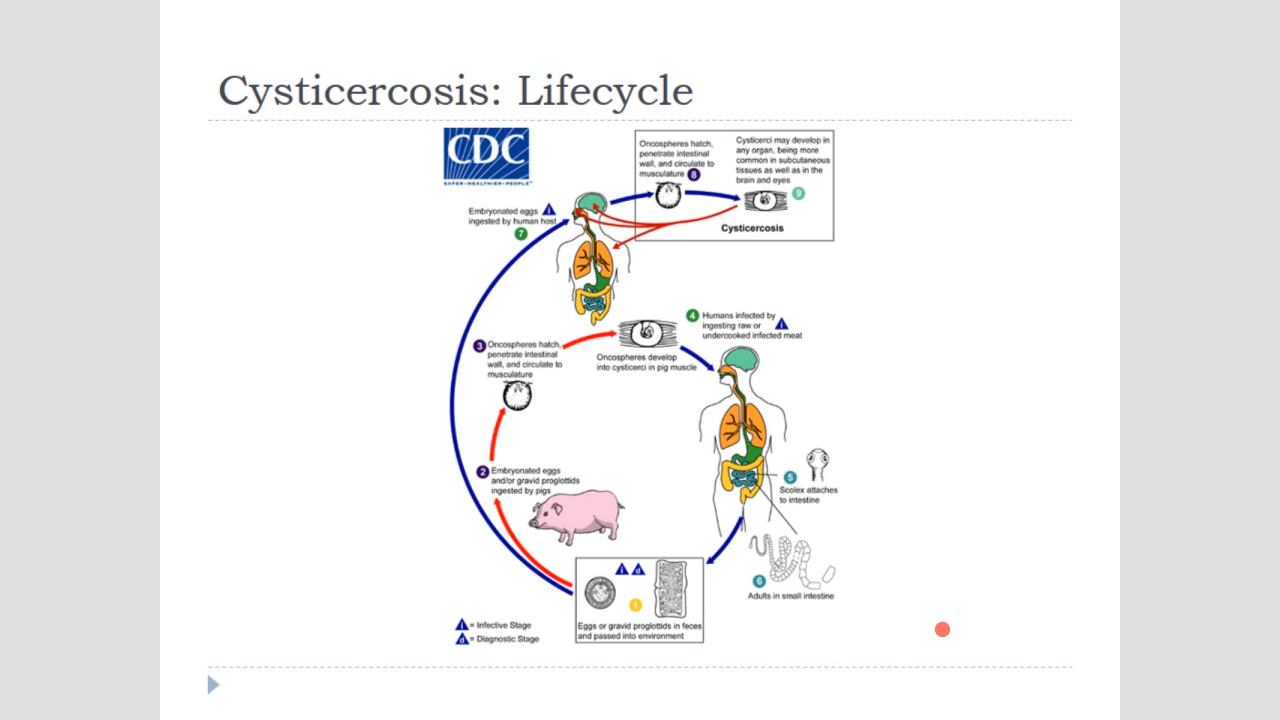 Cysticercosis: Lifecycle
CDC
SAFER•HEALTHIER•PEOPLE™
Oncospheres hatch,
penetrate intestinal
wall, and circulate to
musculature 8
Cysticerci may develop in
any organ, being more
common in subcutaneous
tissues as well as in the
brain and eyes
9
Cysticercosis
Embryonated eggs i
ingested by human host
7
4 Humans infected by
ingesting raw or i
undercooked infected meat
3 Oncospheres hatch,
penetrate intestinal
wall, and circulate to
musculature
Oncospheres develop
into cysticerci in pig muscle
2 Embryonated eggs
and/or gravid proglottids
ingested by pigs
5
Scolex attaches
to intestine
6
Adults in small intestine
i d
1
Eggs or gravid proglottids in feces
and passed into environment
i = Infective Stage
d = Diagnostic Stage